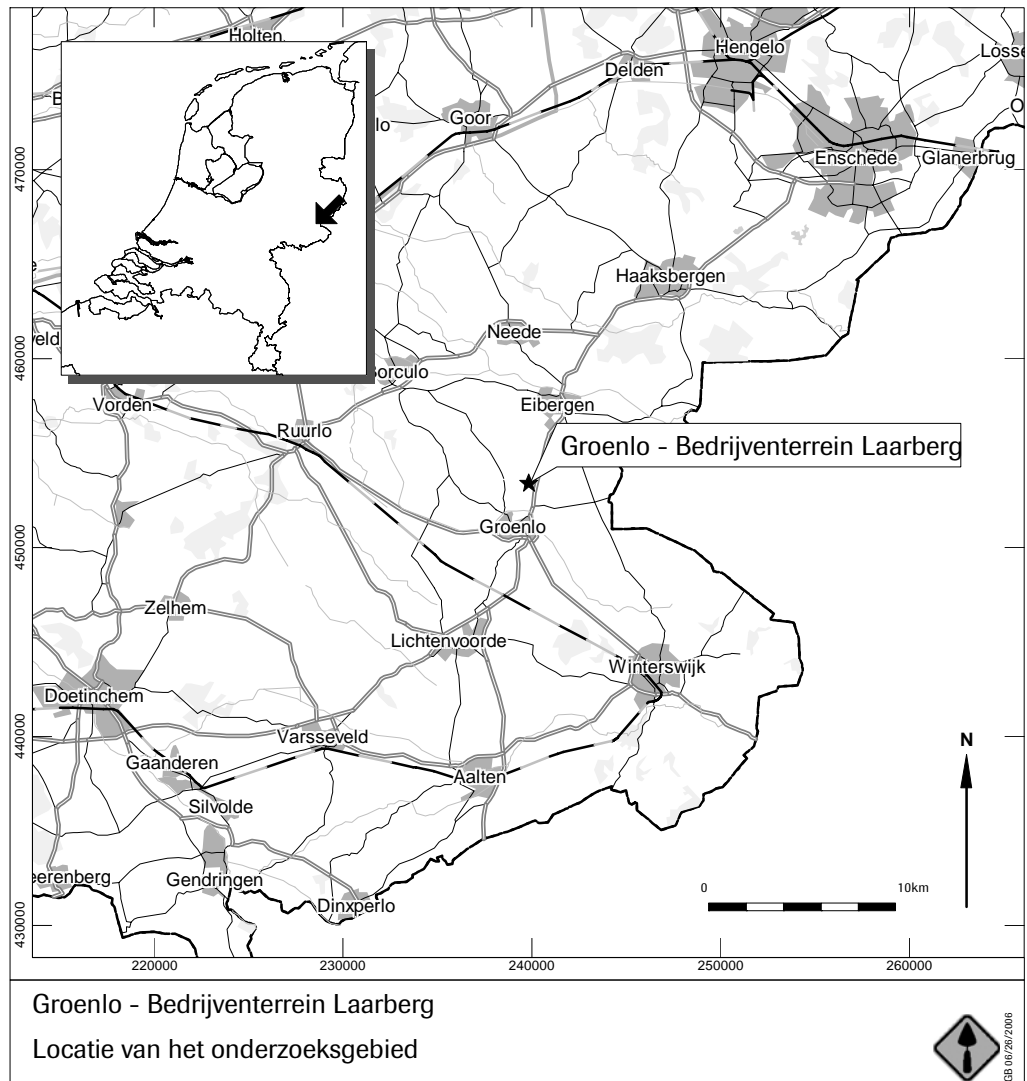 Holten
Hengelo
Losse
Delden
B
lo
Goor
O
Enschede
Glanerbrug
470000
Haaksbergen
e
Neede
veld
460000
Borculo
Vorden
Eibergen
Ruurlo
Groenlo - Bedrijventerrein Laarberg
Groenlo
450000
Zelhem
Lichtenvoorde
Winterswijk
Doetinchem
440000
Varsseveld
N
Gaanderen
Aalten
Silvolde
eerenberg
Gendringen
0 10km
Dinxperlo
430000
220000 230000 240000 250000 260000
Groenlo - Bedrijventerrein Laarberg
Locatie van het onderzoeksgebied
GB 06/26/2006